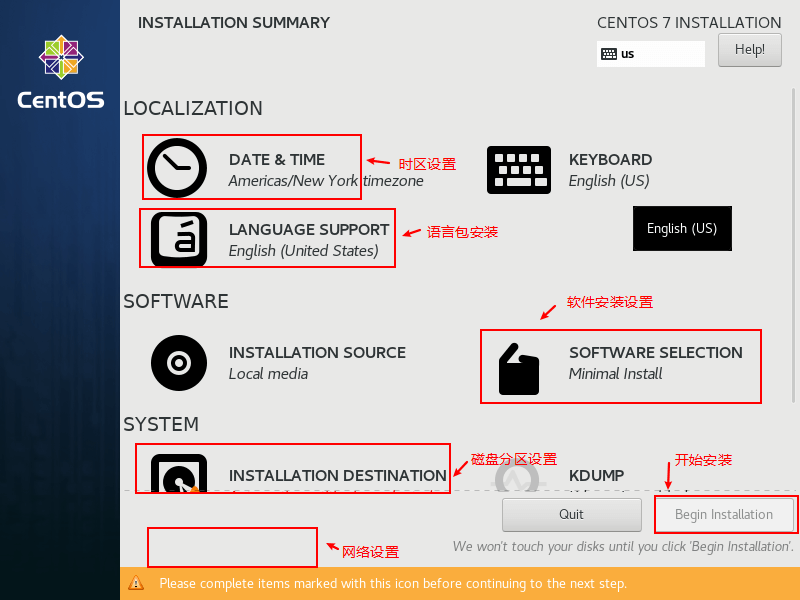 INSTALLATION SUMMARY
CENTOS 7 INSTALLATION
us
Help!
CentOS
LOCALIZATION
DATE & TIME
Americas/New York timezone
时区设置
KEYBOARD
English (US)
LANGUAGE SUPPORT
English (United States)
语言包安装
English (US)
SOFTWARE
软件安装设置
INSTALLATION SOURCE
Local media
SOFTWARE SELECTION
Minimal Install
SYSTEM
INSTALLATION DESTINATION
磁盘分区设置
KDUMP
开始安装
Quit
Begin Installation
网络设置
We won't touch your disks until you click 'Begin Installation'.
Please complete items marked with this icon before continuing to the next step.